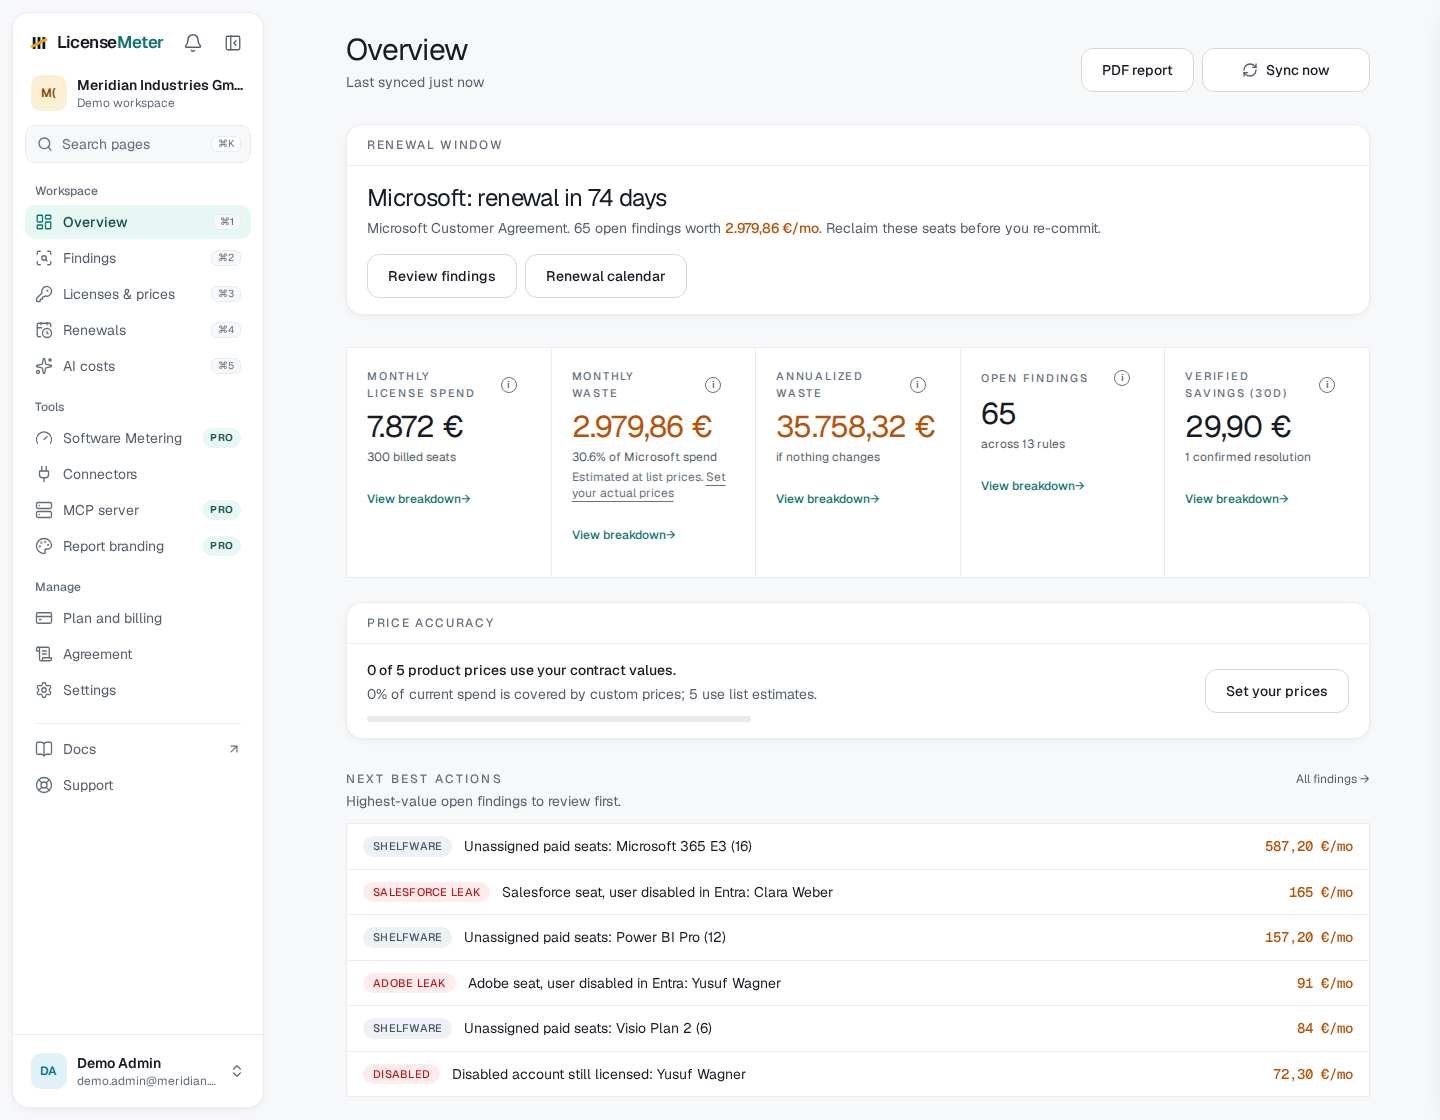 LicenseMeter
M(
Meridian Industries Gm...
Demo workspace
Search pages ⌘K
Workspace
Overview ⌘1
Findings ⌘2
Licenses & prices ⌘3
Renewals ⌘4
AI costs ⌘5
Tools
Software Metering PRO
Connectors
MCP server PRO
Report branding PRO
Manage
Plan and billing
Agreement
Settings
Docs
Support
DA
Demo Admin
demo.admin@meridian....
Overview
Last synced just now
PDF report
Sync now
RENEWAL WINDOW
Microsoft: renewal in 74 days
Microsoft Customer Agreement. 65 open findings worth 2.979,86 €/mo. Reclaim these seats before you re-commit.
Review findings
Renewal calendar
MONTHLY
LICENSE SPEND
7.872 €
300 billed seats
View breakdown→
MONTHLY
WASTE
2.979,86 €
30.6% of Microsoft spend
Estimated at list prices. Set
your actual prices
View breakdown→
ANNUALIZED
WASTE
35.758,32 €
if nothing changes
View breakdown→
OPEN FINDINGS
65
across 13 rules
View breakdown→
VERIFIED
SAVINGS (30D)
29,90 €
1 confirmed resolution
View breakdown→
PRICE ACCURACY
0 of 5 product prices use your contract values.
0% of current spend is covered by custom prices; 5 use list estimates.
Set your prices
NEXT BEST ACTIONS
All findings →
Highest-value open findings to review first.
SHELFWARE Unassigned paid seats: Microsoft 365 E3 (16) 587,20 €/mo
SALESFORCE LEAK Salesforce seat, user disabled in Entra: Clara Weber 165 €/mo
SHELFWARE Unassigned paid seats: Power BI Pro (12) 157,20 €/mo
ADOBE LEAK Adobe seat, user disabled in Entra: Yusuf Wagner 91 €/mo
SHELFWARE Unassigned paid seats: Visio Plan 2 (6) 84 €/mo
DISABLED Disabled account still licensed: Yusuf Wagner 72,30 €/mo